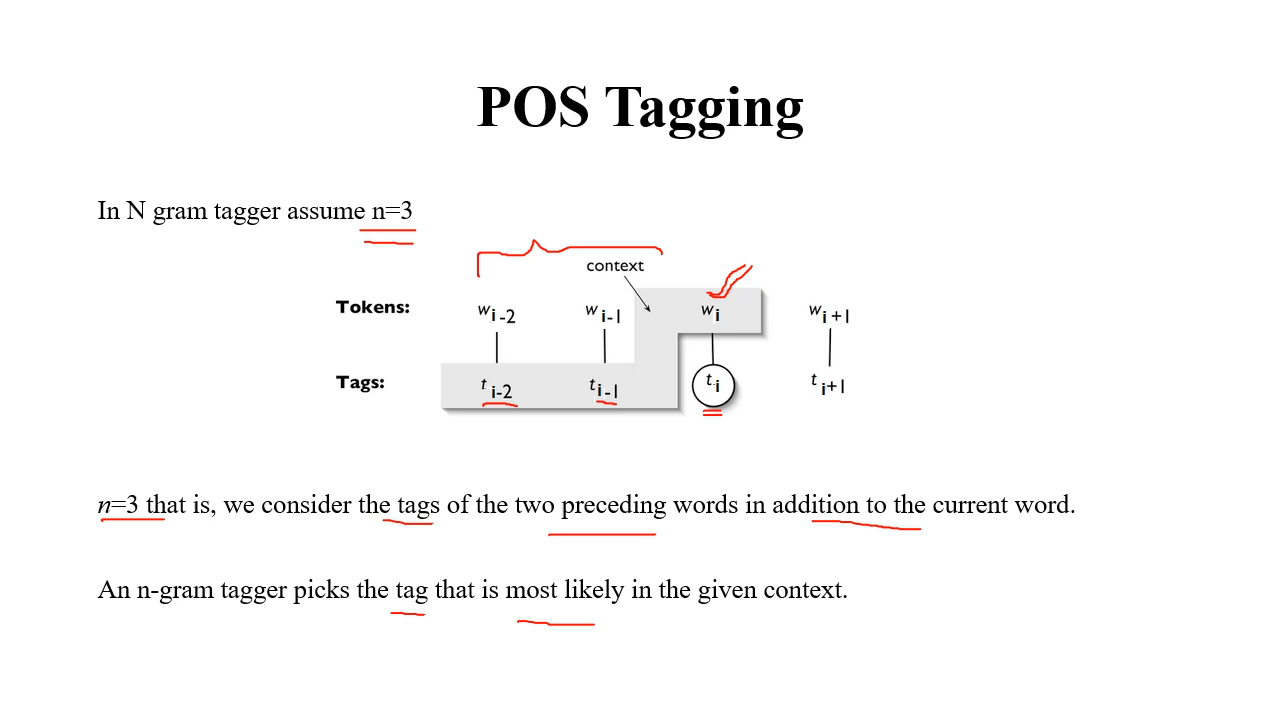 POS Tagging
In N gram tagger assume n=3
context
Tokens: wi-2 wi-1 wi wi+1
Tags: ti-2 ti-1 ti ti+1
n=3 that is, we consider the tags of the two preceding words in addition to the current word.
An n-gram tagger picks the tag that is most likely in the given context.